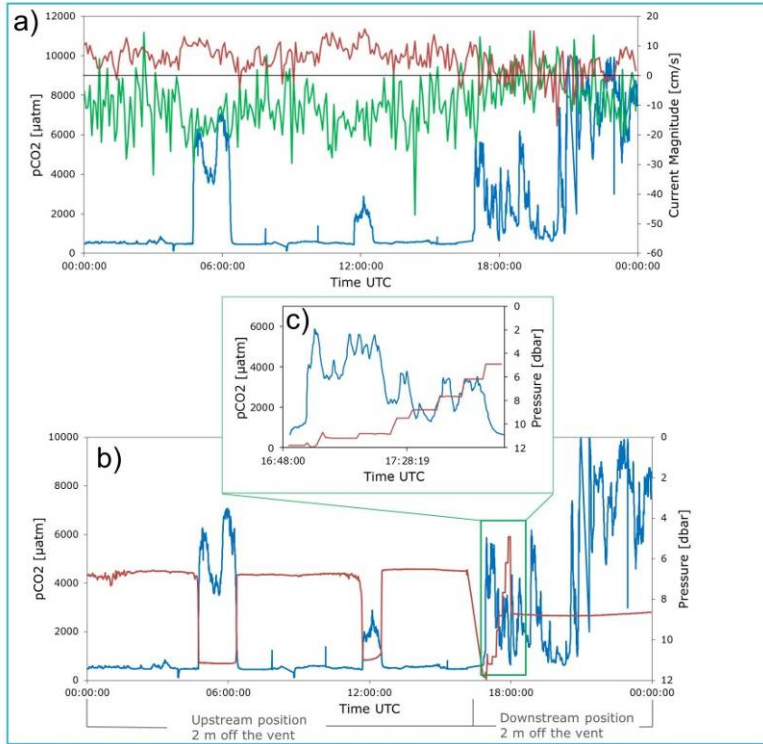 a)
12000
10000
8000
6000
4000
2000
0
pCO2 [µatm]
20
10
0
-10
-20
-30
-40
-50
-60
Current Magnitude [cm/s]
00:00:00 06:00:00 12:00:00 18:00:00 00:00:00
Time UTC
c)
6000
4000
2000
0
pCO2 [µatm]
0
2
4
6
8
10
12
Pressure [dbar]
16:48:00 17:28:19
Time UTC
b)
10000
8000
6000
4000
2000
0
pCO2 [µatm]
0
2
4
6
8
10
12
Pressure [dbar]
00:00:00 06:00:00 12:00:00 18:00:00 00:00:00
Time UTC
Upstream position
2 m off the vent
Downstream position
2 m off the vent